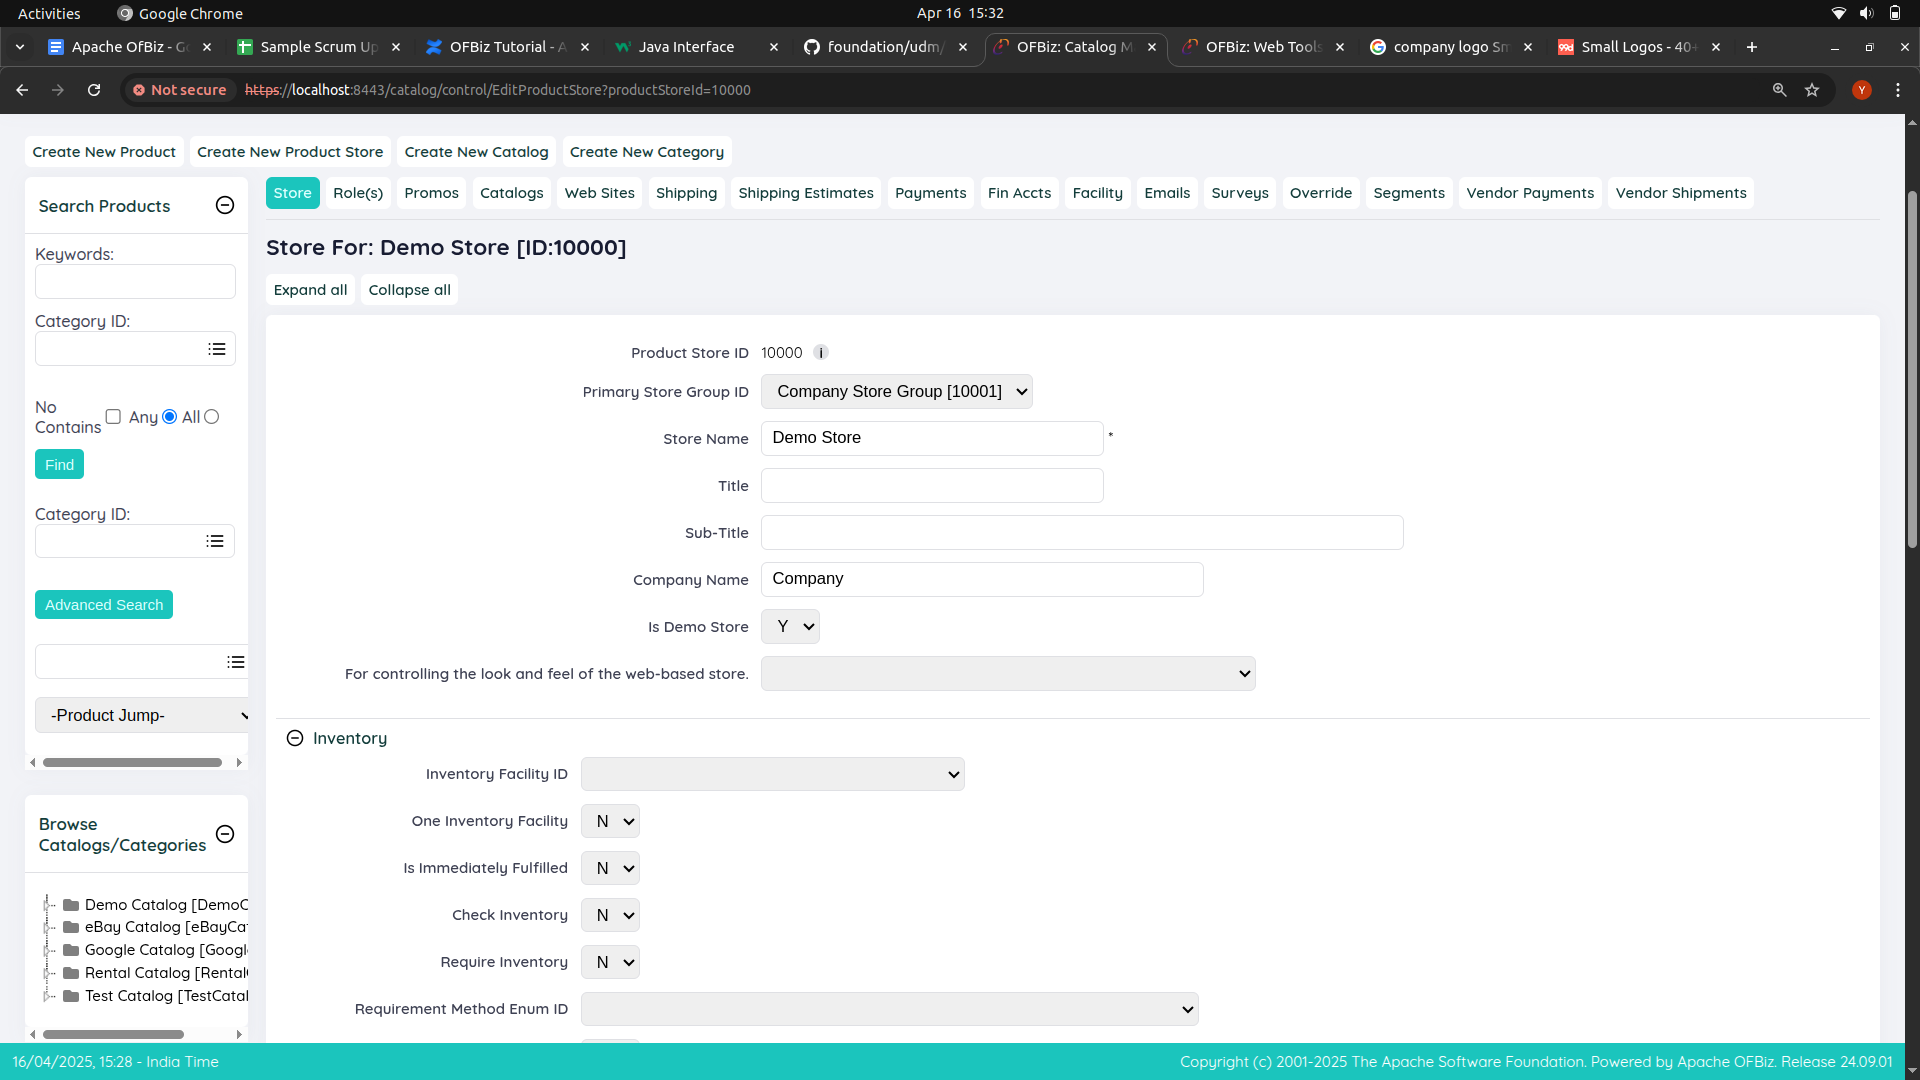 Activities
Google Chrome
Apr 16 15:32
Apache OfBiz - Go
Sample Scrum Up
OFBiz Tutorial - A
Java Interface
foundation/udm/
OFBiz: Catalog M
OFBiz: Web Tools
company logo Sm
Small Logos - 40+
Not secure
https://localhost:8443/catalog/control/EditProductStore?productStoreId=10000
Y
Create New Product
Create New Product Store
Create New Catalog
Create New Category
Search Products
Keywords:
Category ID:
No Contains
Any
All
Find
Category ID:
Advanced Search
-Product Jump-
Browse Catalogs/Categories
Demo Catalog [DemoC
eBay Catalog [eBayCat
Google Catalog [Googl
Rental Catalog [Rental
Test Catalog [TestCatal
Store
Role(s)
Promos
Catalogs
Web Sites
Shipping
Shipping Estimates
Payments
Fin Accts
Facility
Emails
Surveys
Override
Segments
Vendor Payments
Vendor Shipments
Store For: Demo Store [ID:10000]
Expand all
Collapse all
Product Store ID 10000 i
Primary Store Group ID Company Store Group [10001]
Store Name Demo Store *
Title
Sub-Title
Company Name Company
Is Demo Store Y
For controlling the look and feel of the web-based store.
Inventory
Inventory Facility ID
One Inventory Facility N
Is Immediately Fulfilled N
Check Inventory N
Require Inventory N
Requirement Method Enum ID
16/04/2025, 15:28 - India Time
Copyright (c) 2001-2025 The Apache Software Foundation. Powered by Apache OFBiz. Release 24.09.01